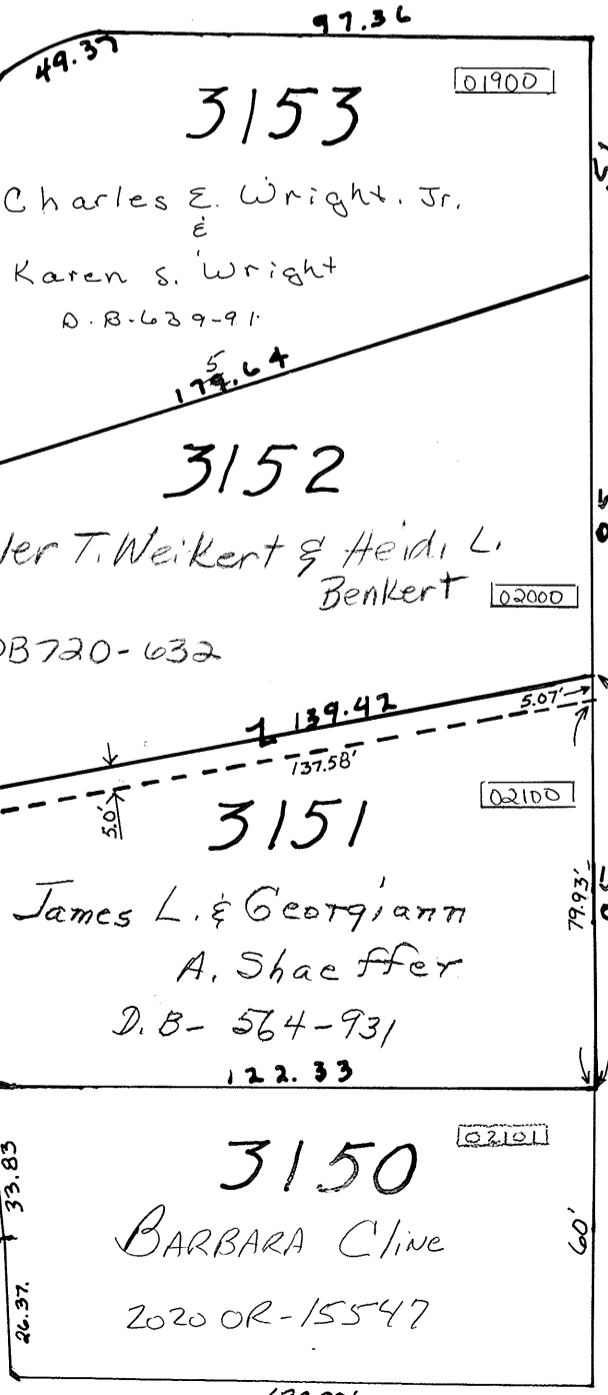 97.36
49.37
01900
3153
Charles E. Wright. Jr.
&
Karen S. Wright
D.B-639-91
5
179.64
3152
T. Weikert & Heidi L.
Benkert
02000
DB720-632
5.07'
139.42
137.58'
5.0'
02100
3151
79.93'
James L. & Georgiann
A. Shaeffer
D.B- 564-931
122.33
02101
3150
33.83
BARBARA Cline
60'
2020 OR-15547
26.37.